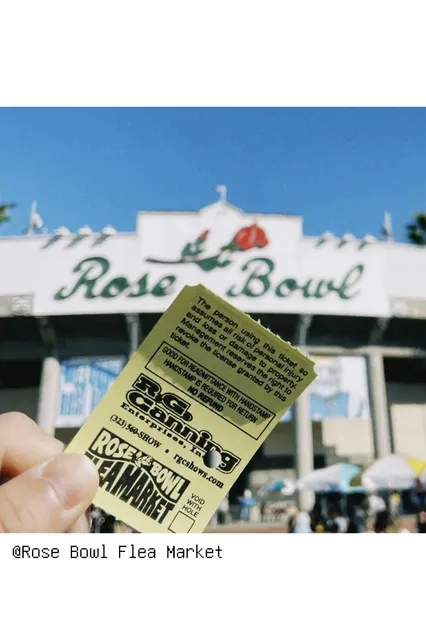 Rose Bowl
The person using this ticket so
assumes all risk of personal injury
and loss or damage to property.
Management reserves the right to
revoke the license granted by this
ticket.
GOOD FOR READMITTANCE WITH HANDSTAMP
HANDSTAMP IS REQUIRED FOR RETURN
NO REFUND
R.G.
Canning
Enterprises, Inc.
(323) 560-SHOW • rgcshows.com
ROSE BOWL
FLEA MARKET
VOID
WITH
HOLE
@Rose Bowl Flea Market